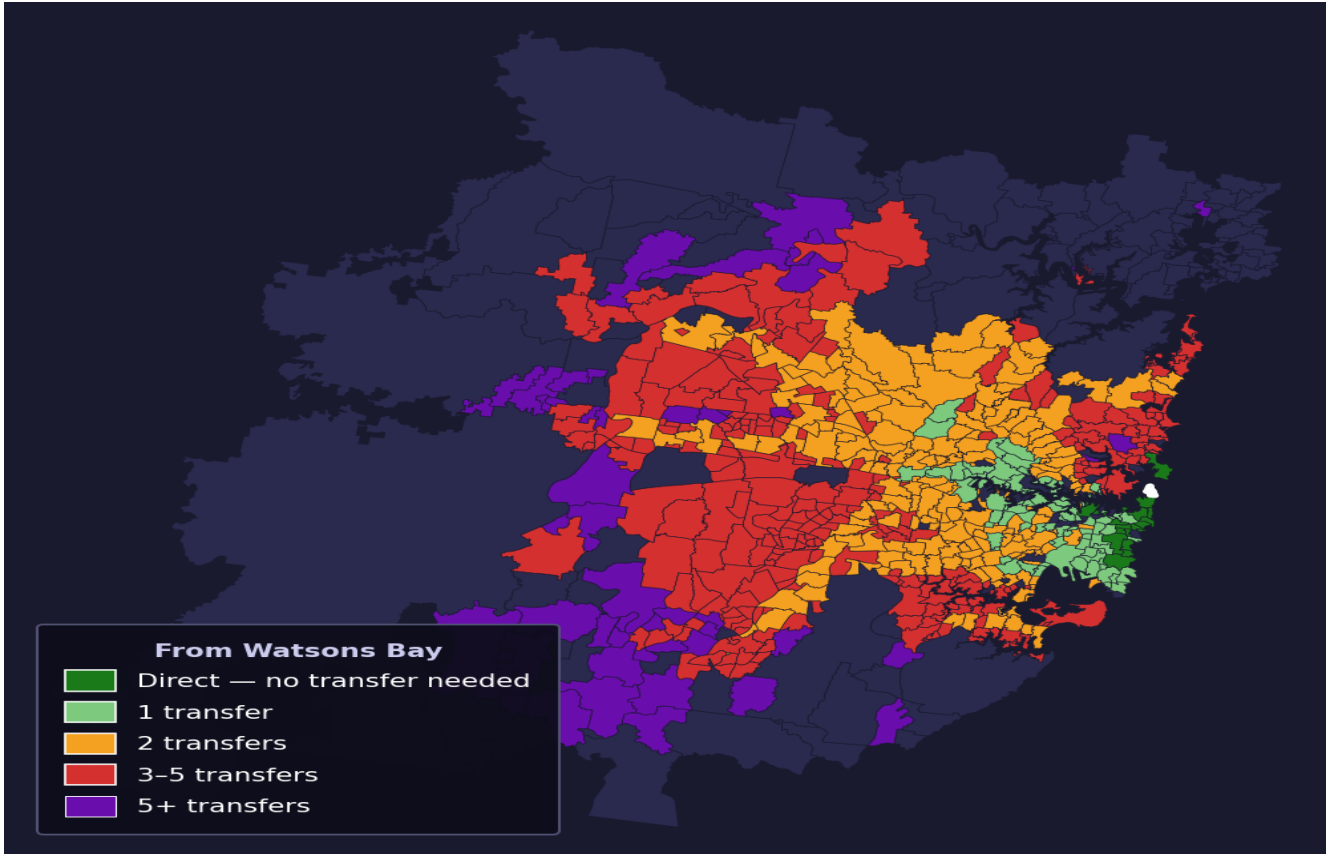 From Watsons Bay
Direct — no transfer needed
1 transfer
2 transfers
3–5 transfers
5+ transfers